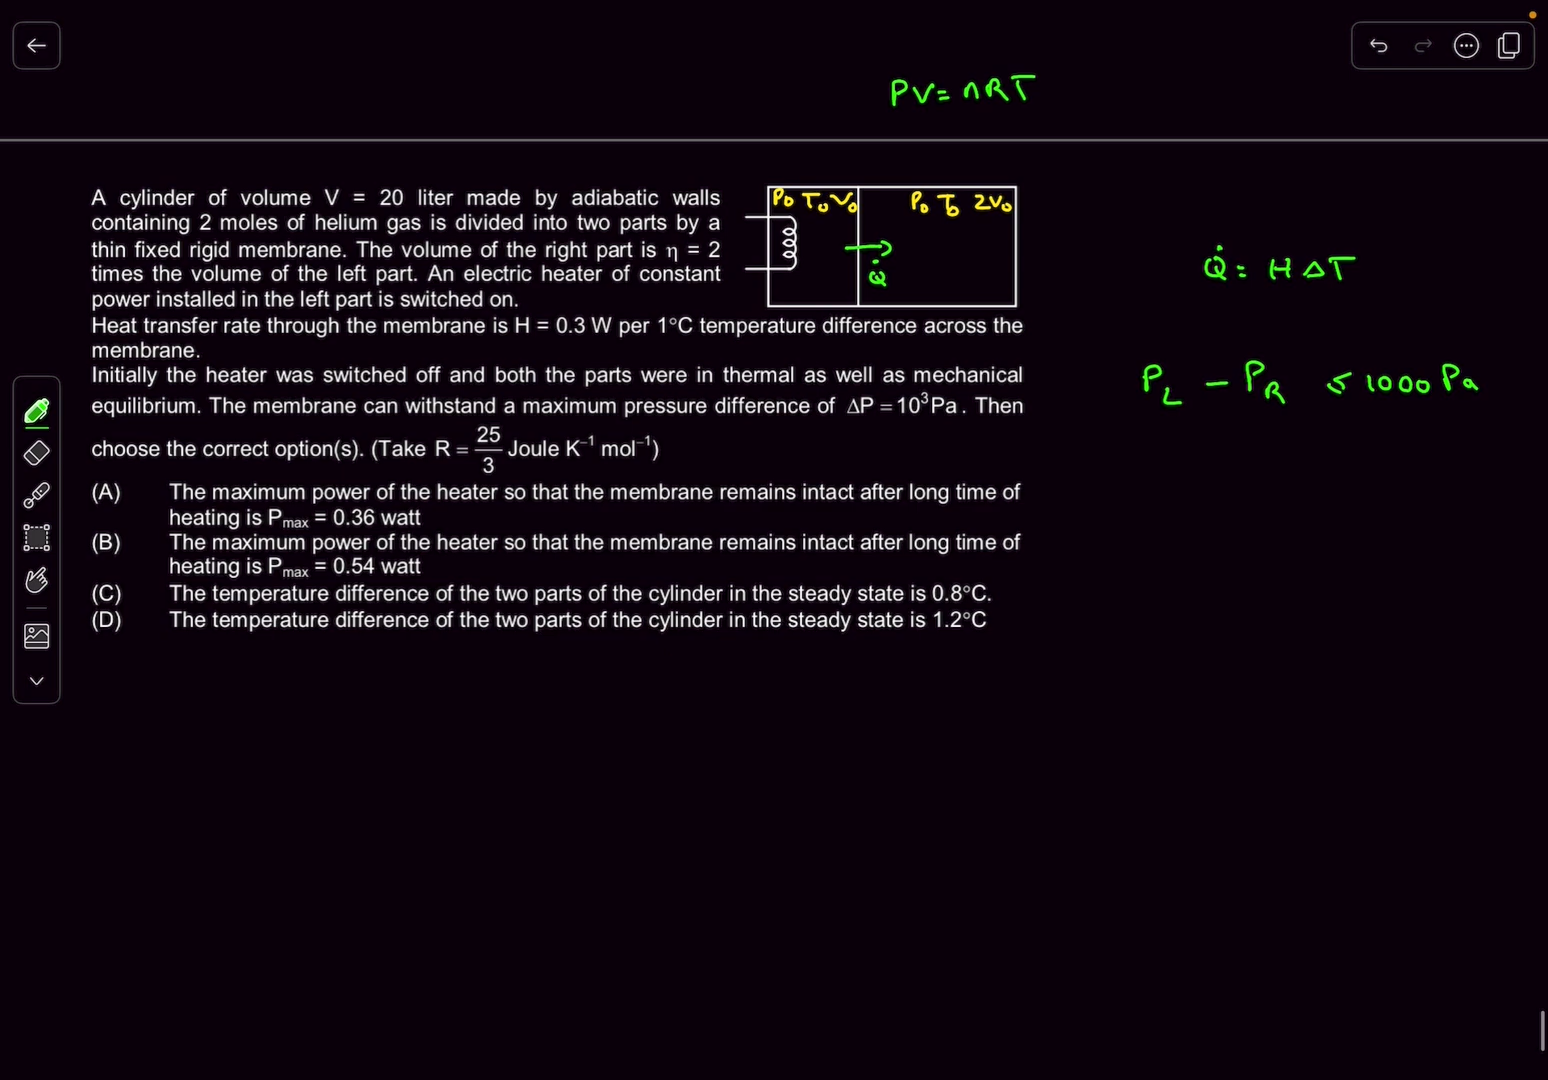 PV = nRT
A cylinder of volume V = 20 liter made by adiabatic walls
containing 2 moles of helium gas is divided into two parts by a
thin fixed rigid membrane. The volume of the right part is η = 2
times the volume of the left part. An electric heater of constant
power installed in the left part is switched on.
P₀ T₀ V₀
P₀ T₀ 2V₀
Q̇
Heat transfer rate through the membrane is H = 0.3 W per 1°C temperature difference across the
membrane.
Initially the heater was switched off and both the parts were in thermal as well as mechanical
equilibrium. The membrane can withstand a maximum pressure difference of ΔP = 10³ Pa. Then
choose the correct option(s). (Take R = 25/3 Joule K⁻¹ mol⁻¹)
(A) The maximum power of the heater so that the membrane remains intact after long time of
heating is Pmax = 0.36 watt
(B) The maximum power of the heater so that the membrane remains intact after long time of
heating is Pmax = 0.54 watt
(C) The temperature difference of the two parts of the cylinder in the steady state is 0.8°C.
(D) The temperature difference of the two parts of the cylinder in the steady state is 1.2°C
Q̇ = H ΔT
P_L - P_R ≤ 1000 Pa